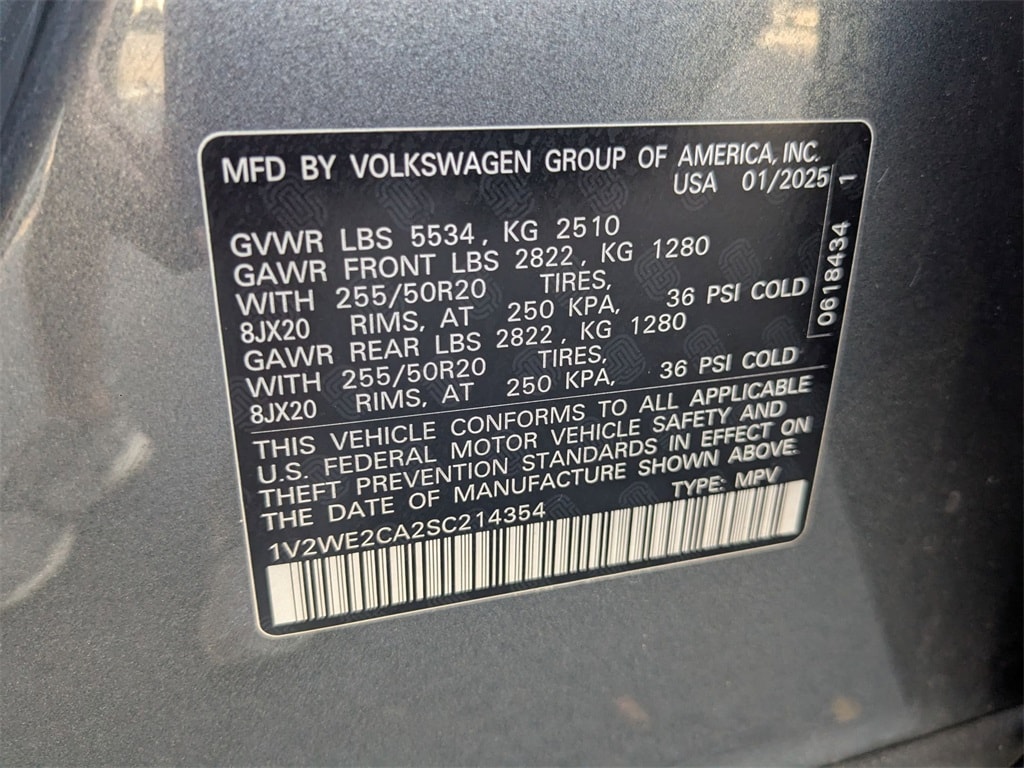 MFD BY VOLKSWAGEN GROUP OF AMERICA, INC.
USA 01/2025
GVWR LBS 5534, KG 2510
GAWR FRONT LBS 2822, KG 1280
WITH 255/50R20 TIRES,
8JX20 RIMS, AT 250 KPA, 36 PSI COLD
GAWR REAR LBS 2822, KG 1280
WITH 255/50R20 TIRES,
8JX20 RIMS, AT 250 KPA, 36 PSI COLD
0618434 1
THIS VEHICLE CONFORMS TO ALL APPLICABLE
U.S. FEDERAL MOTOR VEHICLE SAFETY AND
THEFT PREVENTION STANDARDS IN EFFECT ON
THE DATE OF MANUFACTURE SHOWN ABOVE.
1V2WE2CA2SC214354 TYPE: MPV